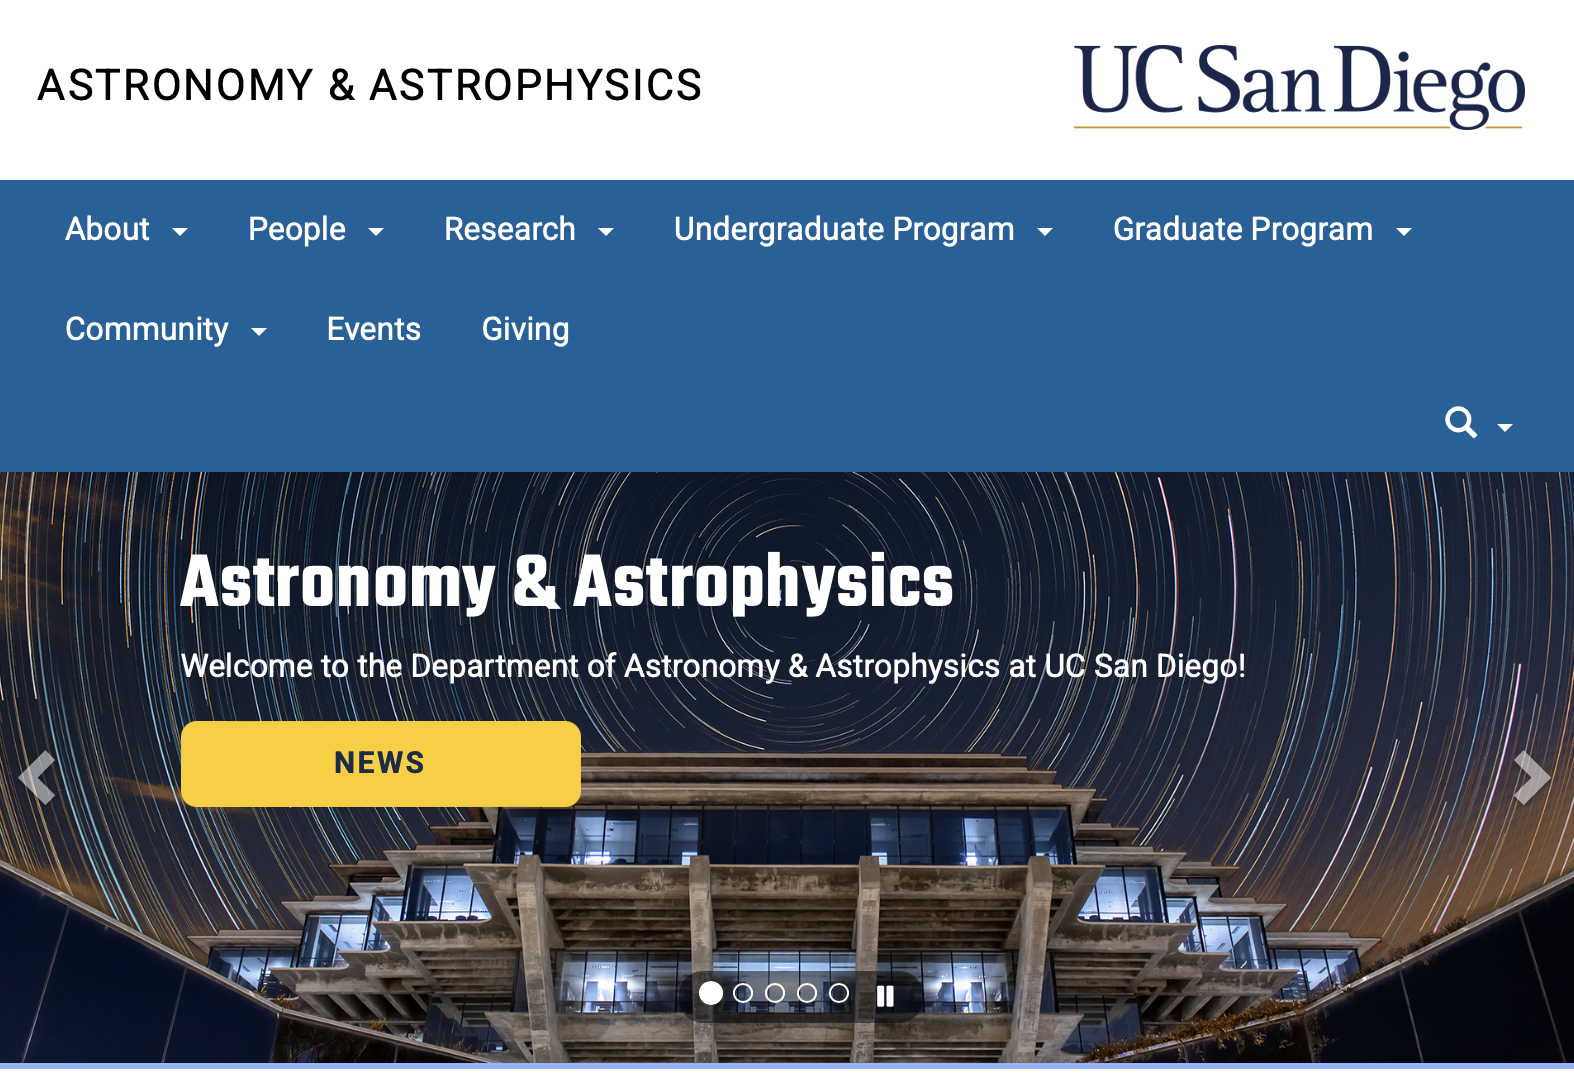 ASTRONOMY & ASTROPHYSICS
UC San Diego
About People Research Undergraduate Program Graduate Program
Community Events Giving
Astronomy & Astrophysics
Welcome to the Department of Astronomy & Astrophysics at UC San Diego!
NEWS